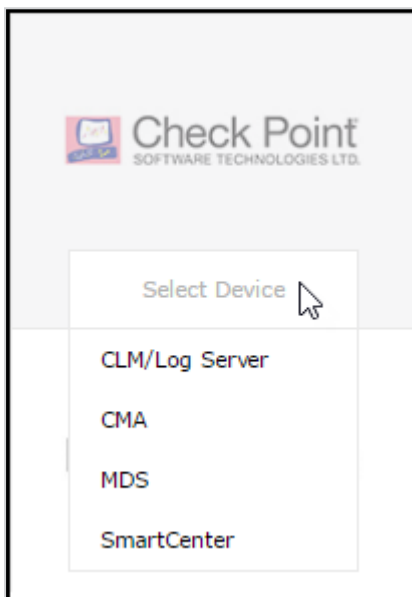 Check Point
SOFTWARE TECHNOLOGIES LTD.
Select Device
CLM/Log Server
CMA
MDS
SmartCenter